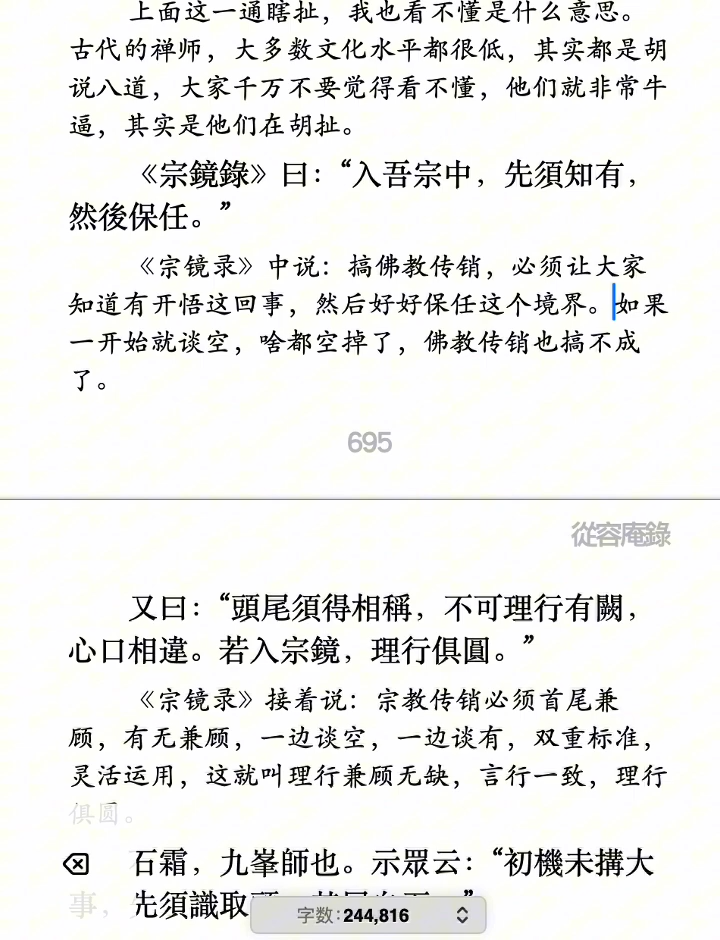 上面这一通瞎扯，我也看不懂是什么意思。
古代的禅师，大多数文化水平都很低，其实都是胡
说八道，大家千万不要觉得看不懂，他们就非常牛
逼，其实是他们在胡扯。
《宗鏡錄》曰：“入吾宗中，先須知有，
然後保任。”
《宗镜录》中说：搞佛教传销，必须让大家
知道有开悟这回事，然后好好保任这个境界。如果
一开始就谈空，啥都空掉了，佛教传销也搞不成
了。
695
從容庵錄
又曰：“頭尾須得相稱，不可理行有闕，
心口相違。若入宗鏡，理行俱圓。”
《宗镜录》接着说：宗教传销必须首尾兼
顾，有无兼顾，一边谈空，一边谈有，双重标准，
灵活运用，这就叫理行兼顾无缺，言行一致，理行
俱圆。
石霜，九峯師也。示眾云：“初機未搆大
事，先須識取
字数：244,816